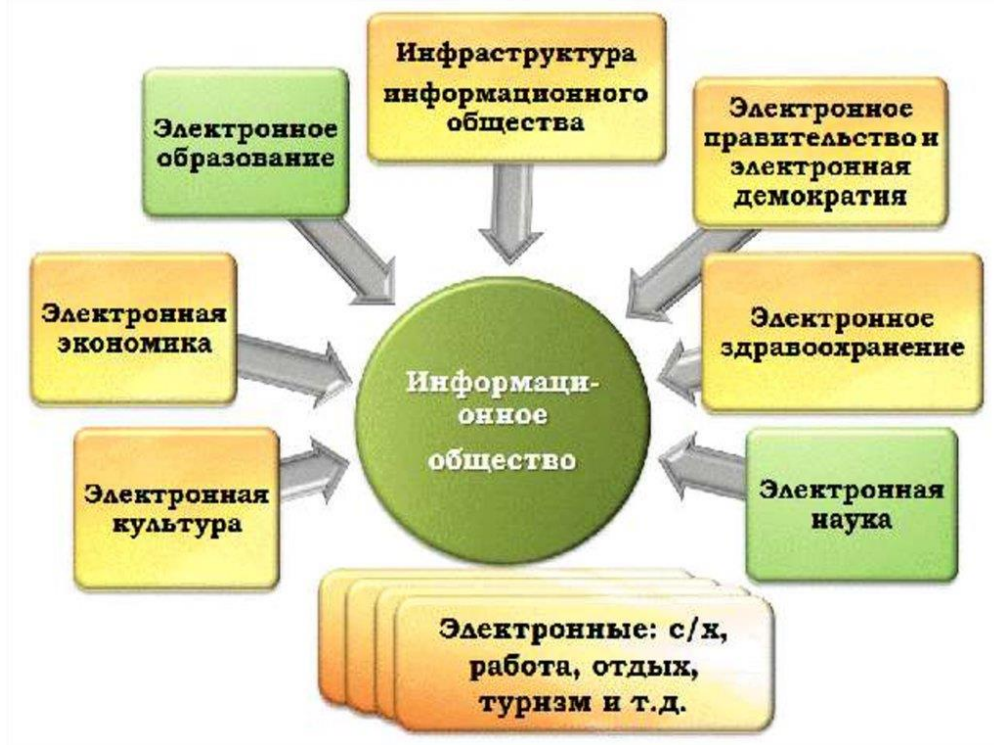 Инфраструктура
информационного
общества
Электронное
образование
Электронное
правительство и
электронная
демократия
Электронная
экономика
Электронное
здравоохранение
Информаци-
онное
общество
Электронная
культура
Электронная
наука
Электронные: с/х,
работа, отдых,
туризм и т.д.